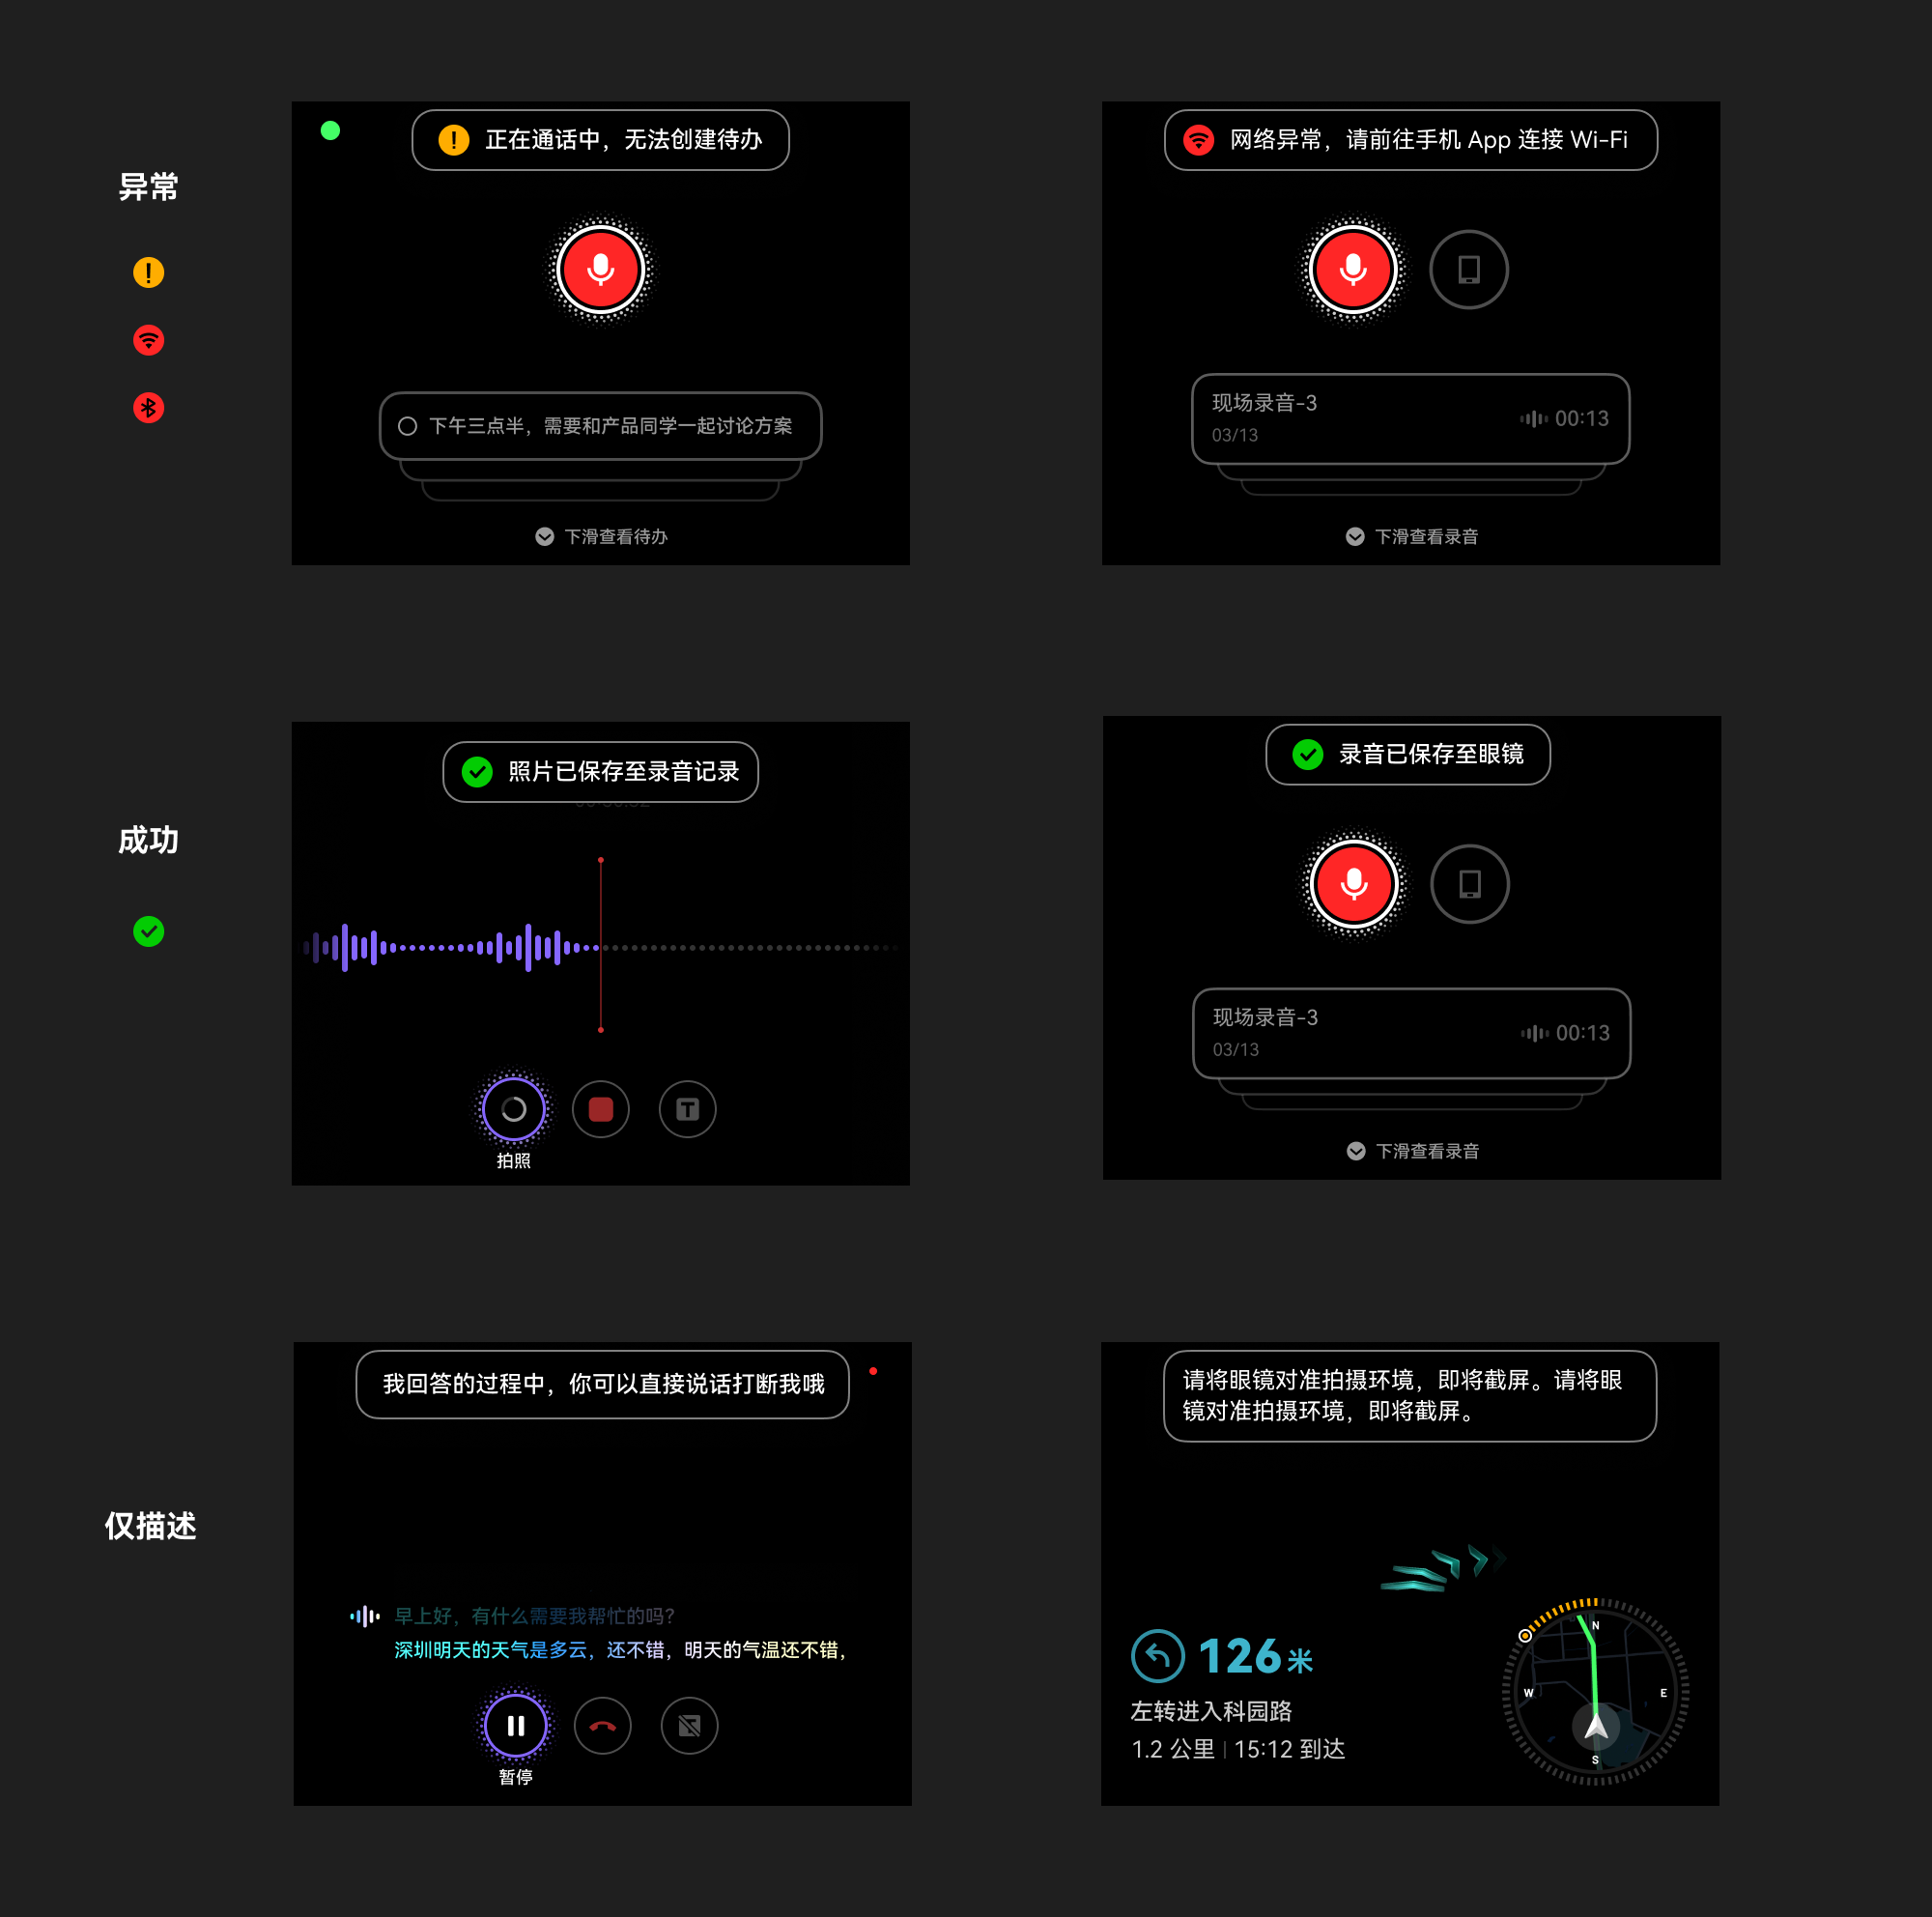 异常
正在通话中，无法创建待办
下午三点半，需要和产品同学一起讨论方案
下滑查看待办
网络异常，请前往手机 App 连接 Wi-Fi
现场录音-3
03/13
00:13
下滑查看录音
成功
照片已保存至录音记录
拍照
录音已保存至眼镜
现场录音-3
03/13
00:13
下滑查看录音
仅描述
我回答的过程中，你可以直接说话打断我哦
早上好，有什么需要我帮忙的吗?
深圳明天的天气是多云，还不错，明天的气温还不错，
暂停
请将眼镜对准拍摄环境，即将截屏。请将眼
镜对准拍摄环境，即将截屏。
126米
左转进入科园路
1.2 公里 | 15:12 到达
N
W
E
S